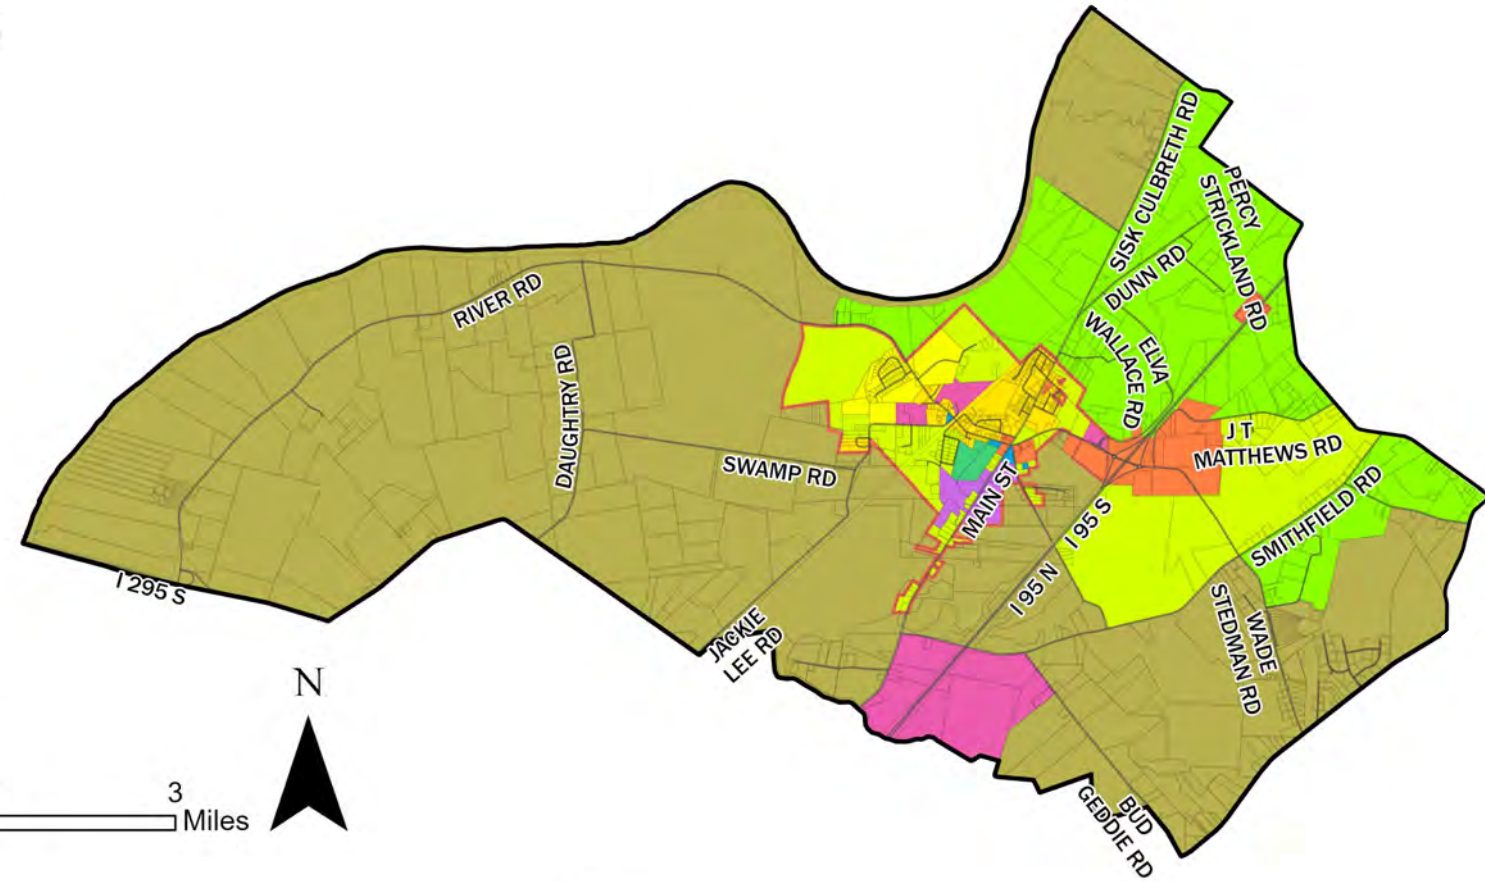 SISK CULBRETH RD
PERCY
STRICKLAND RD
DUNN RD
RIVER RD
ELVA
WALLACE RD
DAUGHTRY RD
J T
MATTHEWS RD
SWAMP RD
MAIN ST
SMITHFIELD RD
I 95 S
I 95 N
I 295 S
WADE
STEDMAN RD
JACKIE
LEE RD
N
3
Miles
BUD
GEDDIE RD